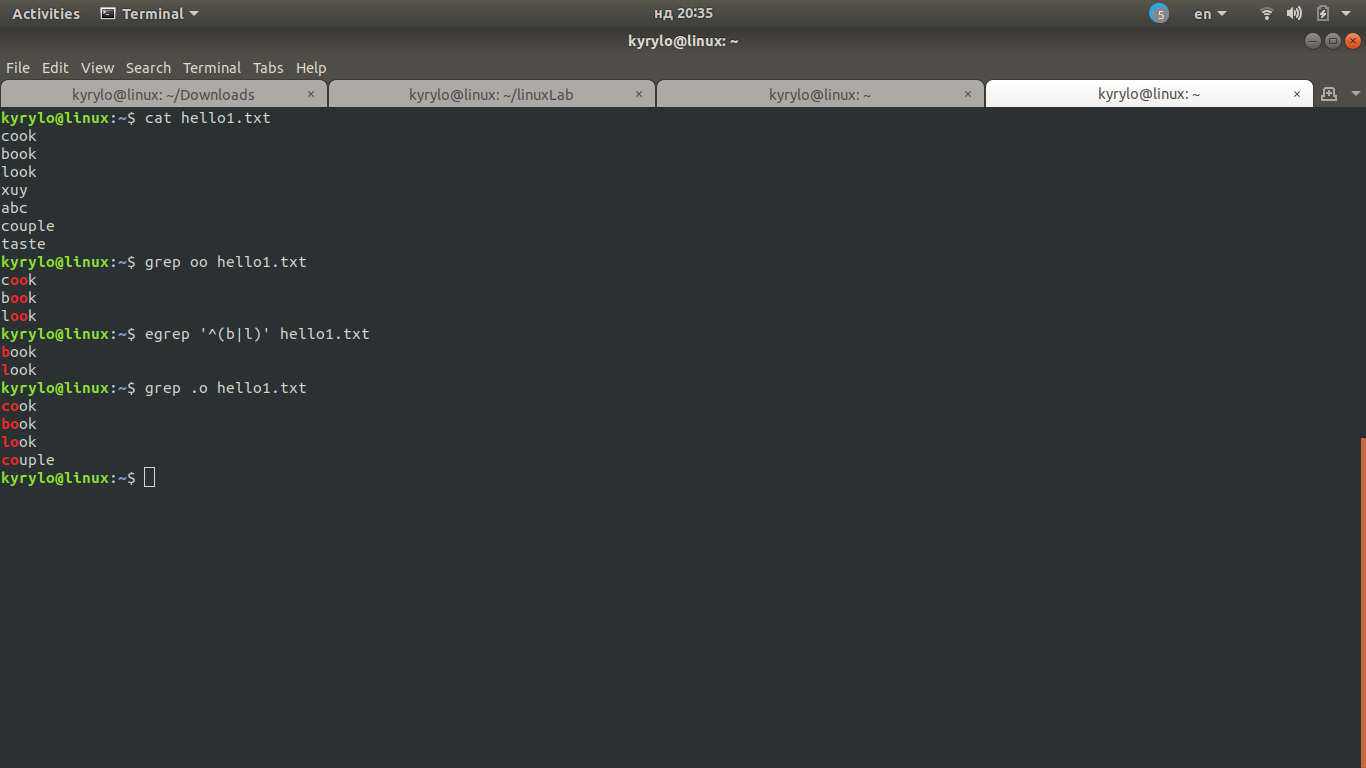 Activities Terminal нд 20:35 5 en
kyrylo@linux: ~
File Edit View Search Terminal Tabs Help
kyrylo@linux: ~/Downloads × kyrylo@linux: ~/linuxLab × kyrylo@linux: ~ × kyrylo@linux: ~ ×
kyrylo@linux:~$ cat hello1.txt
cook
book
look
xuy
abc
couple
taste
kyrylo@linux:~$ grep oo hello1.txt
cook
book
look
kyrylo@linux:~$ egrep '^(b|l)' hello1.txt
book
look
kyrylo@linux:~$ grep .o hello1.txt
cook
book
look
couple
kyrylo@linux:~$